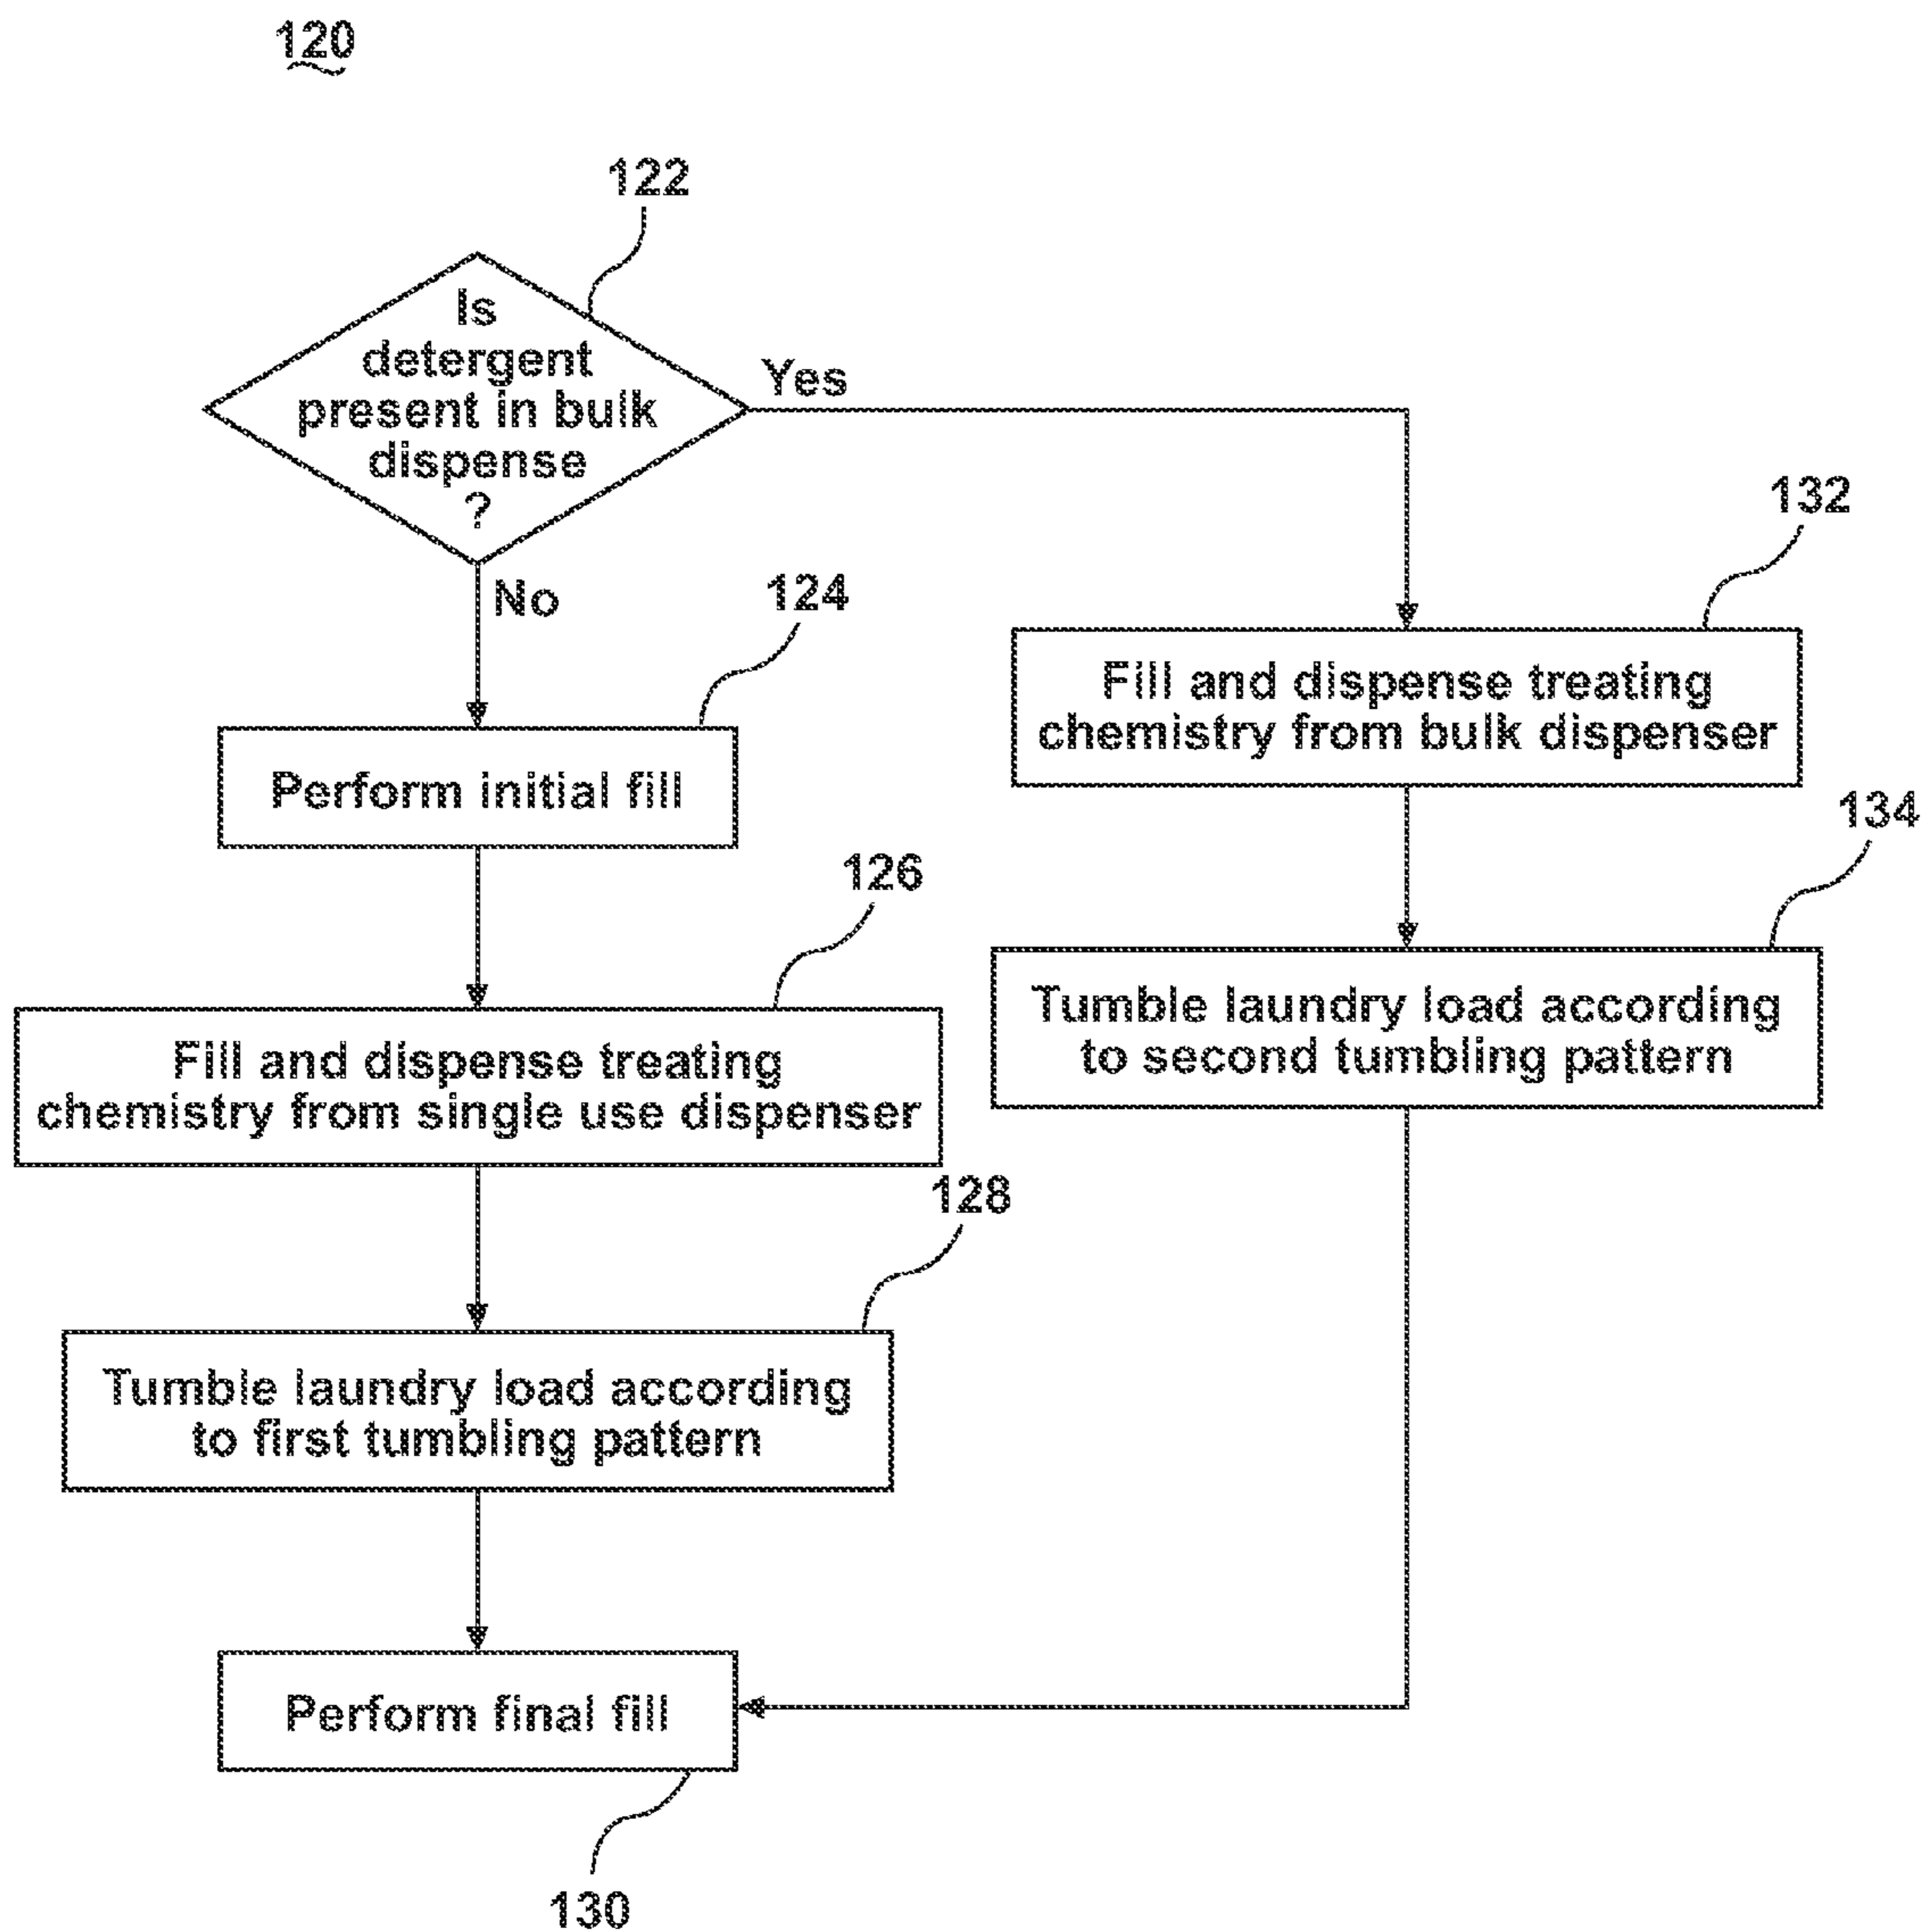 120
122
Is
detergent
present in bulk
dispense
?
Yes
No
124
Perform initial fill
132
Fill and dispense treating
chemistry from bulk dispenser
126
Fill and dispense treating
chemistry from single use dispenser
134
Tumble laundry load according
to second tumbling pattern
128
Tumble laundry load according
to first tumbling pattern
Perform final fill
130